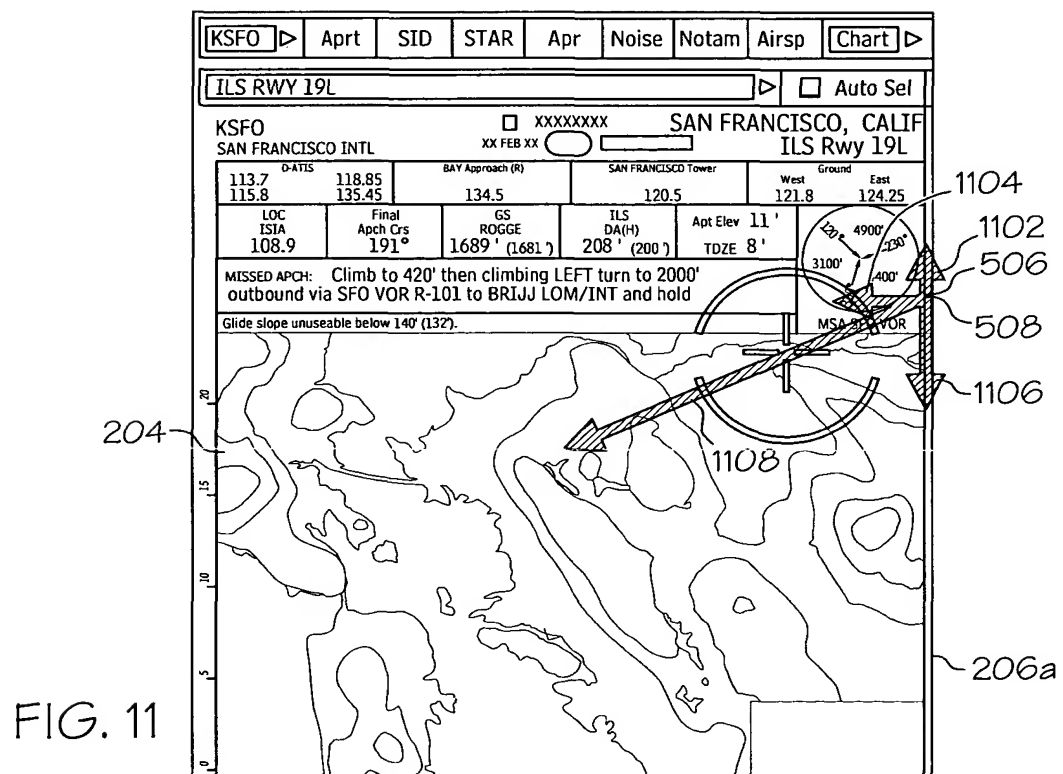 KSFO Aprt SID STAR Apr Noise Notam Airsp Chart
ILS RWY 19L Auto Sel
KSFO XXXXXXXX SAN FRANCISCO, CALIF
SAN FRANCISCO INTL XX FEB XX ILS Rwy 19L
D-ATIS BAY Approach (R) SAN FRANCISCO Tower Ground
West East
113.7 118.85
115.8 135.45 134.5 120.5 121.8 124.25
LOC Final GS ILS Apt Elev 11'
ISIA Apch Crs ROGGE DA(H)
108.9 191° 1689' (1681') 208' (200') TDZE 8'
120° 4900' 230°
3100' 400'
MISSED APCH: Climb to 420' then climbing LEFT turn to 2000'
outbound via SFO VOR R-101 to BRIJJ LOM/INT and hold
Glide slope unuseable below 140' (132').
MSA VOR
1104
1102
506
508
1106
1108
204
206a
20
15
10
5
0
FIG. 11